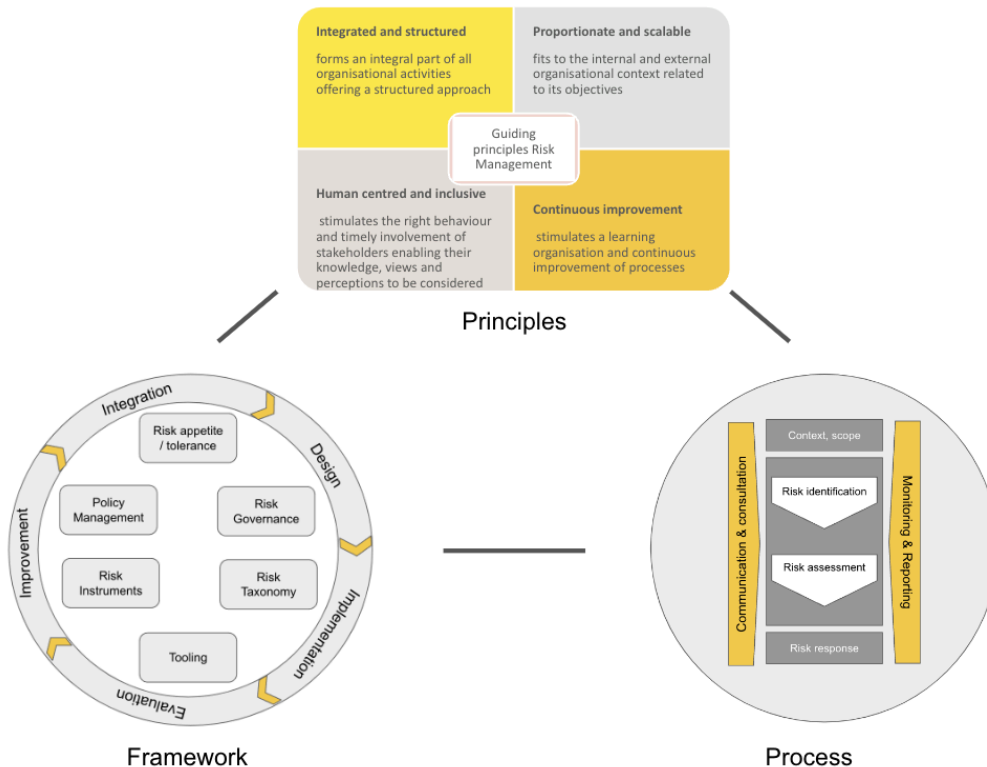 Integrated and structured
forms an integral part of all
organisational activities
offering a structured approach
Proportionate and scalable
fits to the internal and external
organisational context related
to its objectives
Guiding
principles Risk
Management
Human centred and inclusive
stimulates the right behaviour
and timely involvement of
stakeholders enabling their
knowledge, views and
perceptions to be considered
Continuous improvement
stimulates a learning
organisation and continuous
improvement of processes
Principles
Integration
Design
Implementation
Evaluation
Improvement
Risk appetite
/ tolerance
Policy
Management
Risk
Governance
Risk
Instruments
Risk
Taxonomy
Tooling
Framework
Communication & consultation
Context, scope
Risk identification
Risk assessment
Risk response
Monitoring & Reporting
Process